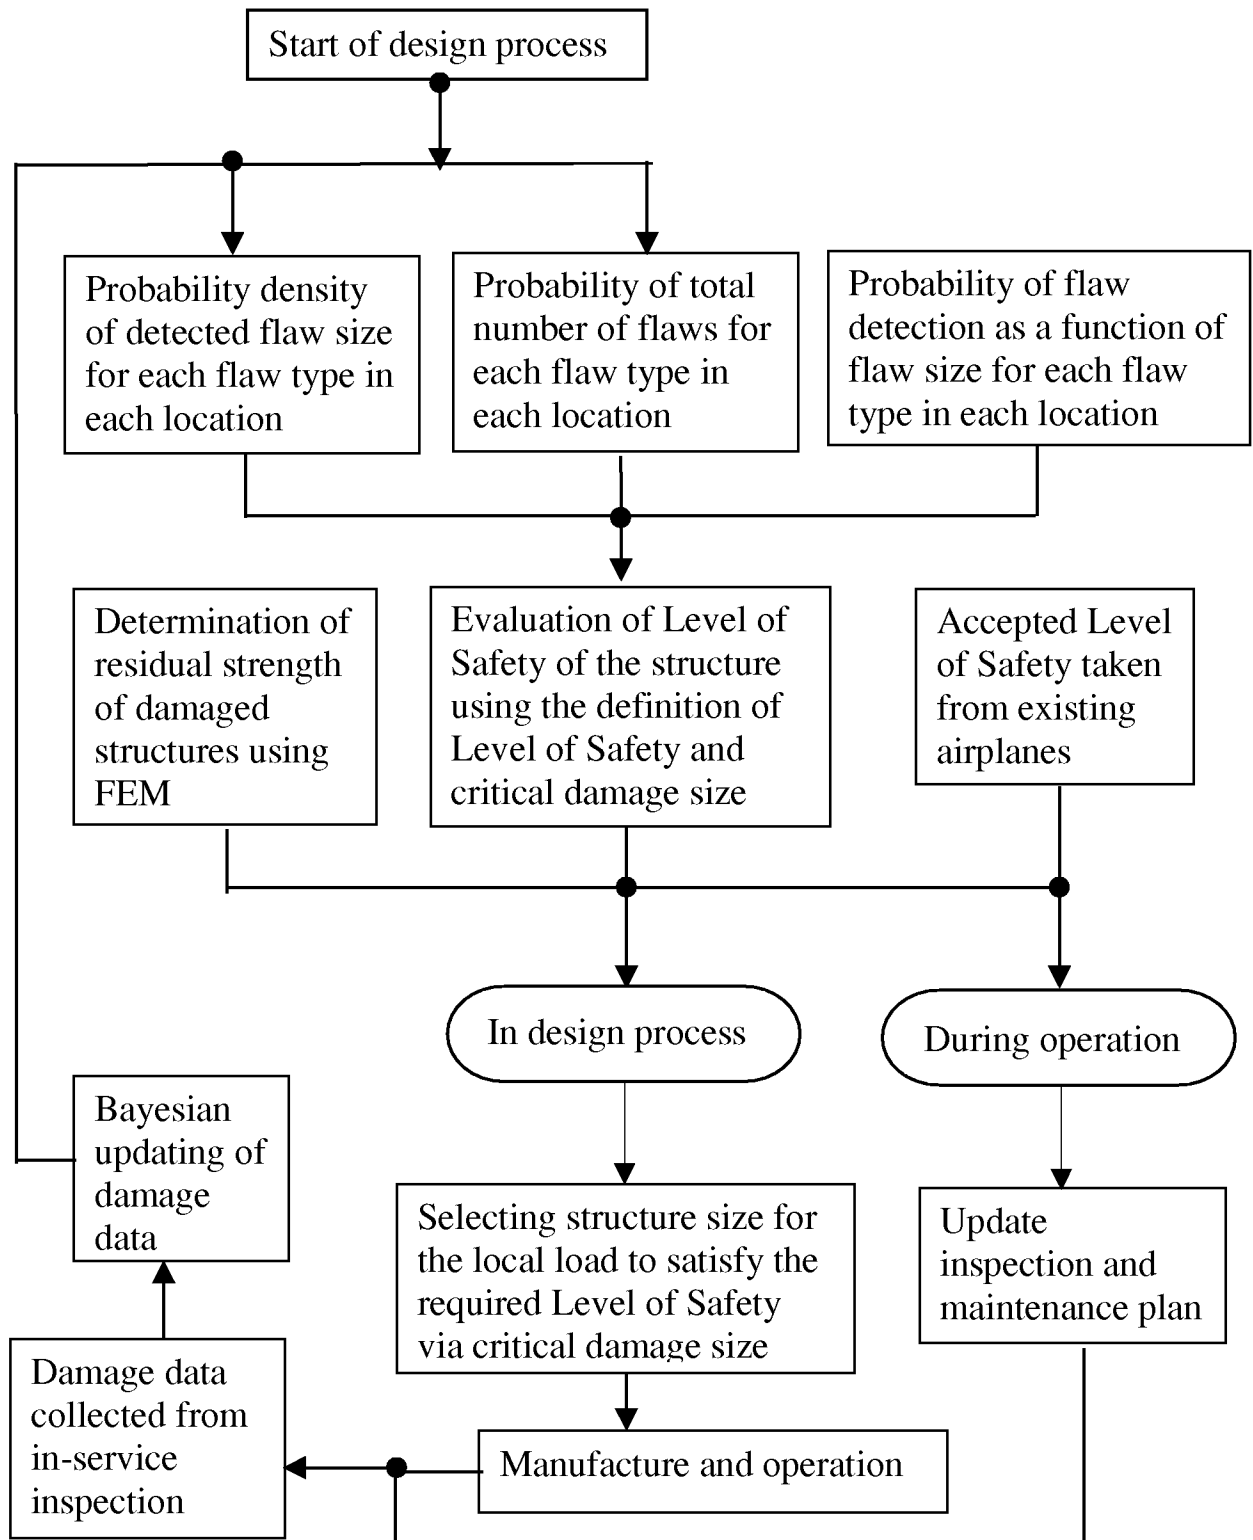 Start of design process
Probability density
of detected flaw size
for each flaw type in
each location
Probability of total
number of flaws for
each flaw type in
each location
Probability of flaw
detection as a function of
flaw size for each flaw
type in each location
Determination of
residual strength
of damaged
structures using
FEM
Evaluation of Level of
Safety of the structure
using the definition of
Level of Safety and
critical damage size
Accepted Level
of Safety taken
from existing
airplanes
In design process
During operation
Bayesian
updating of
damage
data
Selecting structure size for
the local load to satisfy the
required Level of Safety
via critical damage size
Update
inspection and
maintenance plan
Damage data
collected from
in-service
inspection
Manufacture and operation